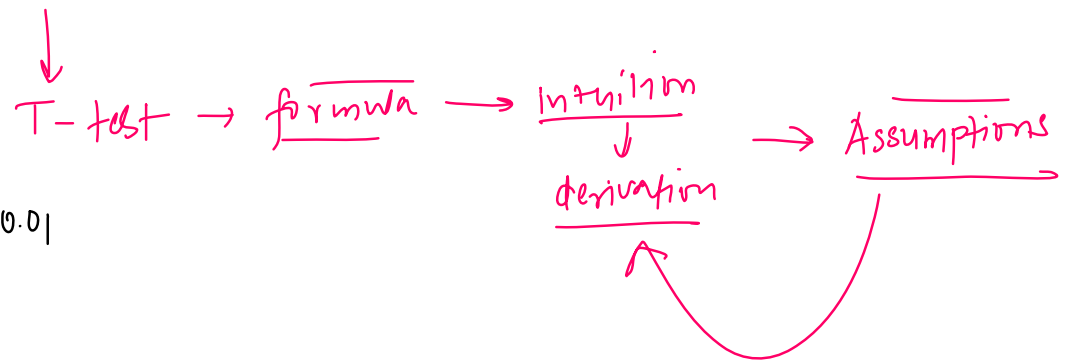 T-test → formula → Intuition → Assumptions
↓
derivation
0.01